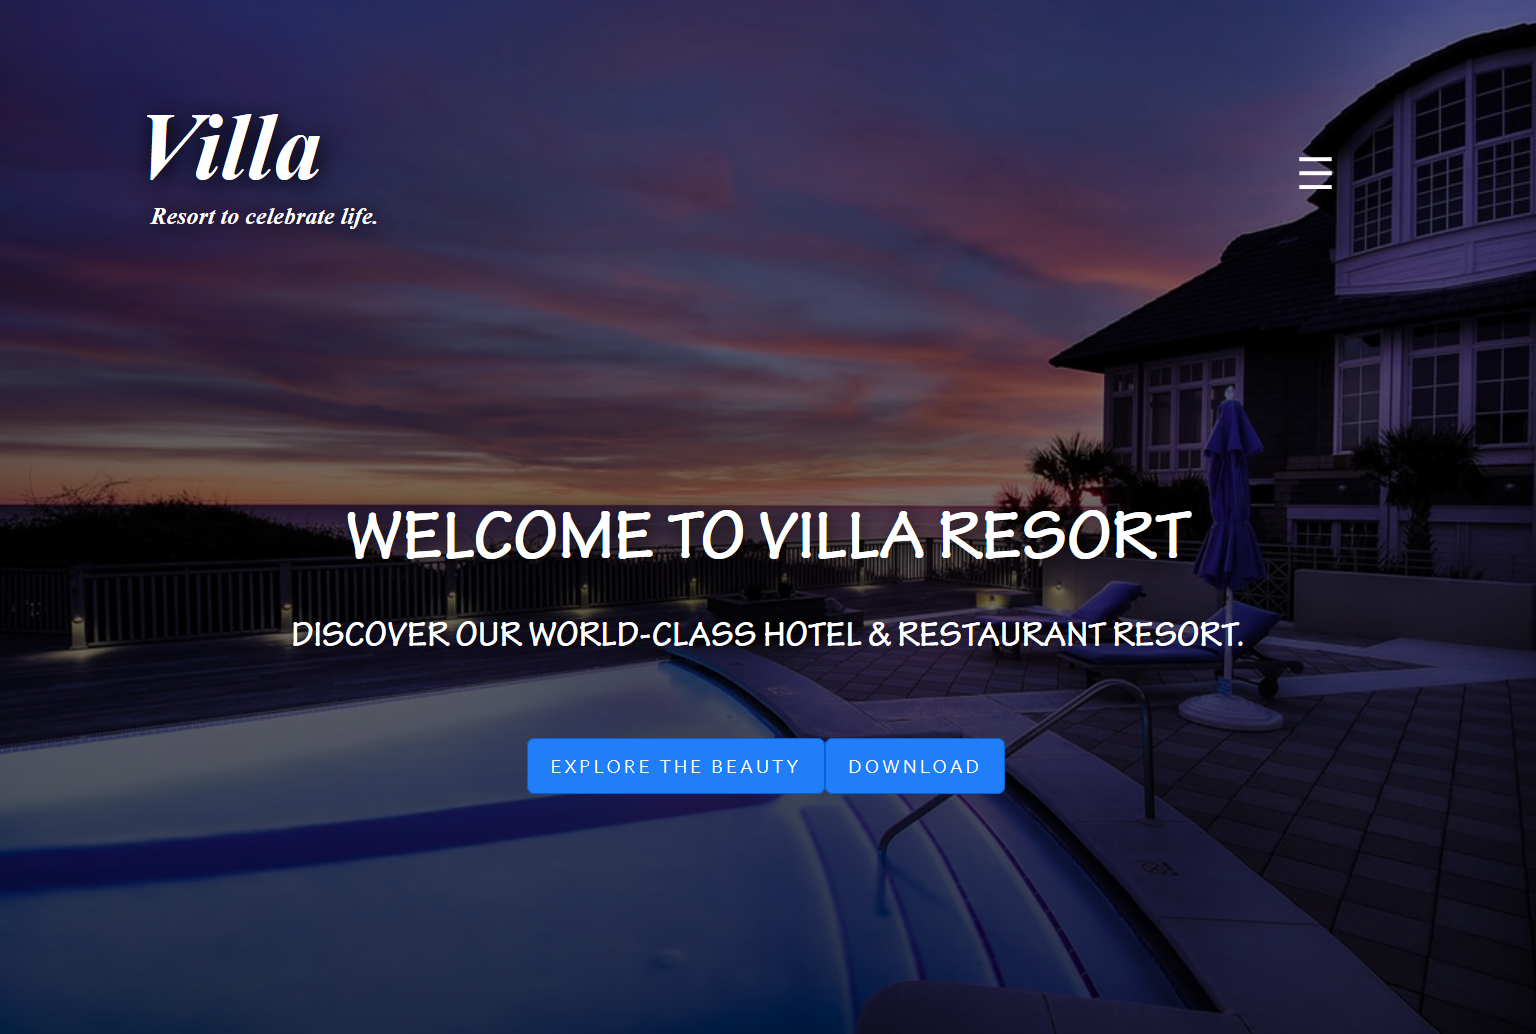 Villa
Resort to celebrate life.
WELCOME TO VILLA RESORT
DISCOVER OUR WORLD-CLASS HOTEL & RESTAURANT RESORT.
EXPLORE THE BEAUTY
DOWNLOAD